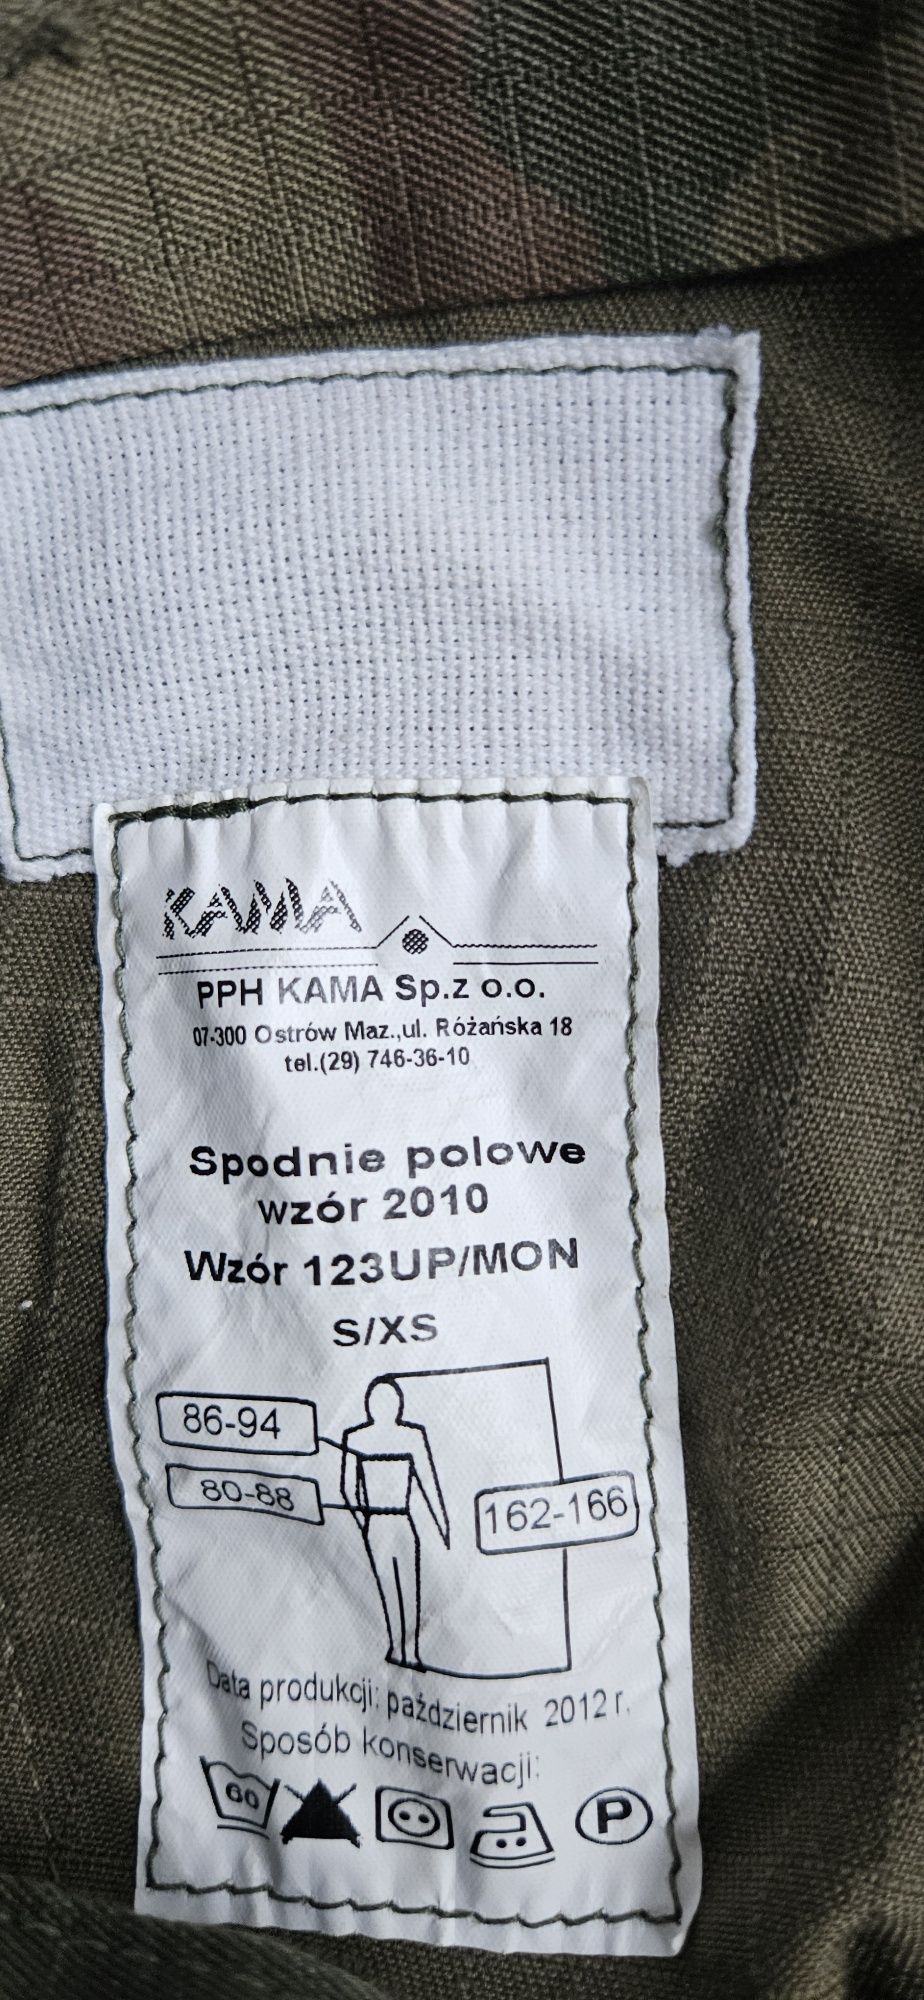 KAMA
PPH KAMA Sp.z o.o.
07-300 Ostrów Maz.,ul. Różańska 18
tel.(29) 746-36-10
Spodnie polowe
wzór 2010
Wzór 123UP/MON
S/XS
86-94
80-88
162-166
Data produkcji: październik 2012 r.
Sposób konserwacji:
60
P